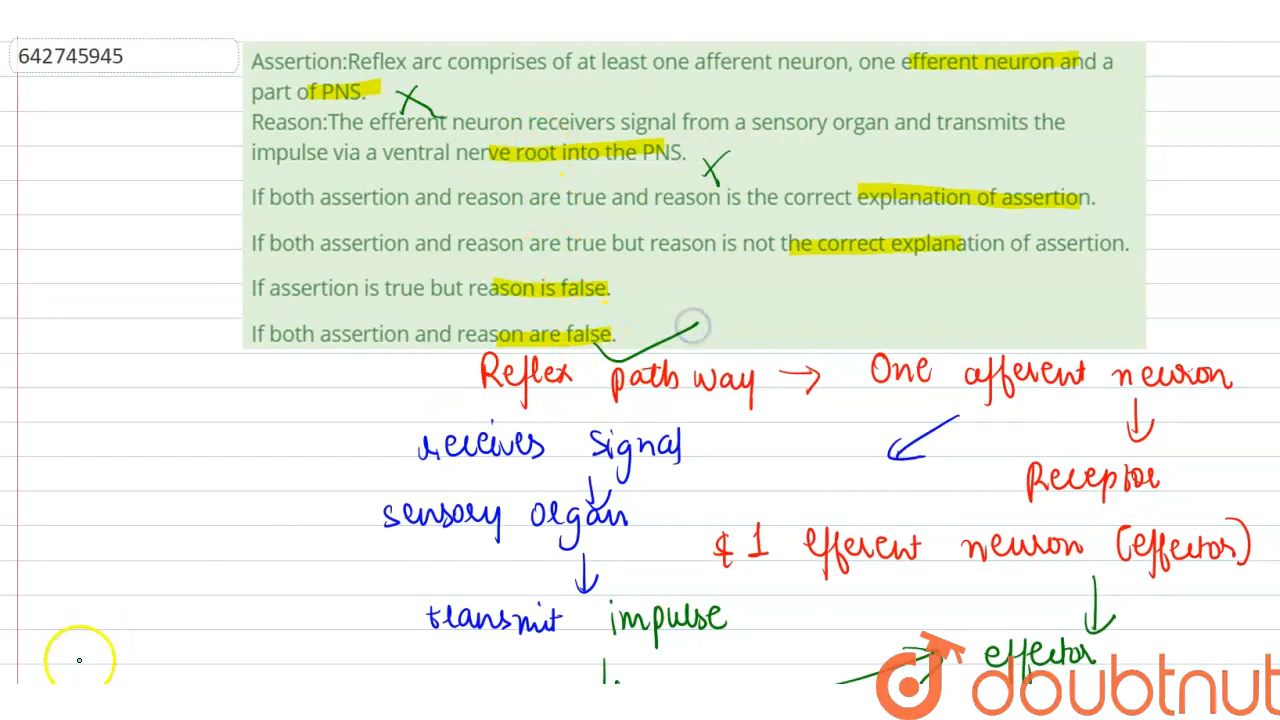 642745945
Assertion:Reflex arc comprises of at least one afferent neuron, one efferent neuron and a
part of PNS.
Reason:The efferent neuron receivers signal from a sensory organ and transmits the
impulse via a ventral nerve root into the PNS.
If both assertion and reason are true and reason is the correct explanation of assertion.
If both assertion and reason are true but reason is not the correct explanation of assertion.
If assertion is true but reason is false.
If both assertion and reason are false.
Reflex pathway → One afferent neuron
receives signal
Receptor
sensory organ
¢ 1 efferent neuron (effector)
transmit impulse
effector
doubtnut